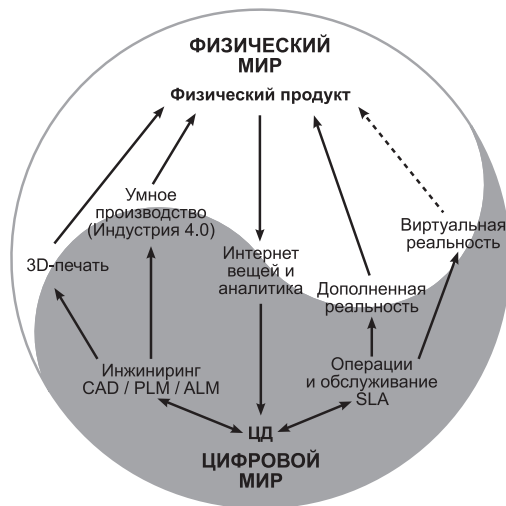 ФИЗИЧЕСКИЙ
МИР
Физический продукт
Умное
производство
(Индустрия 4.0)
Виртуальная
реальность
3D-печать
Интернет
вещей и
аналитика
Дополненная
реальность
Инжиниринг
CAD / PLM / ALM
Операции
и обслуживание
SLA
ЦД
ЦИФРОВОЙ
МИР